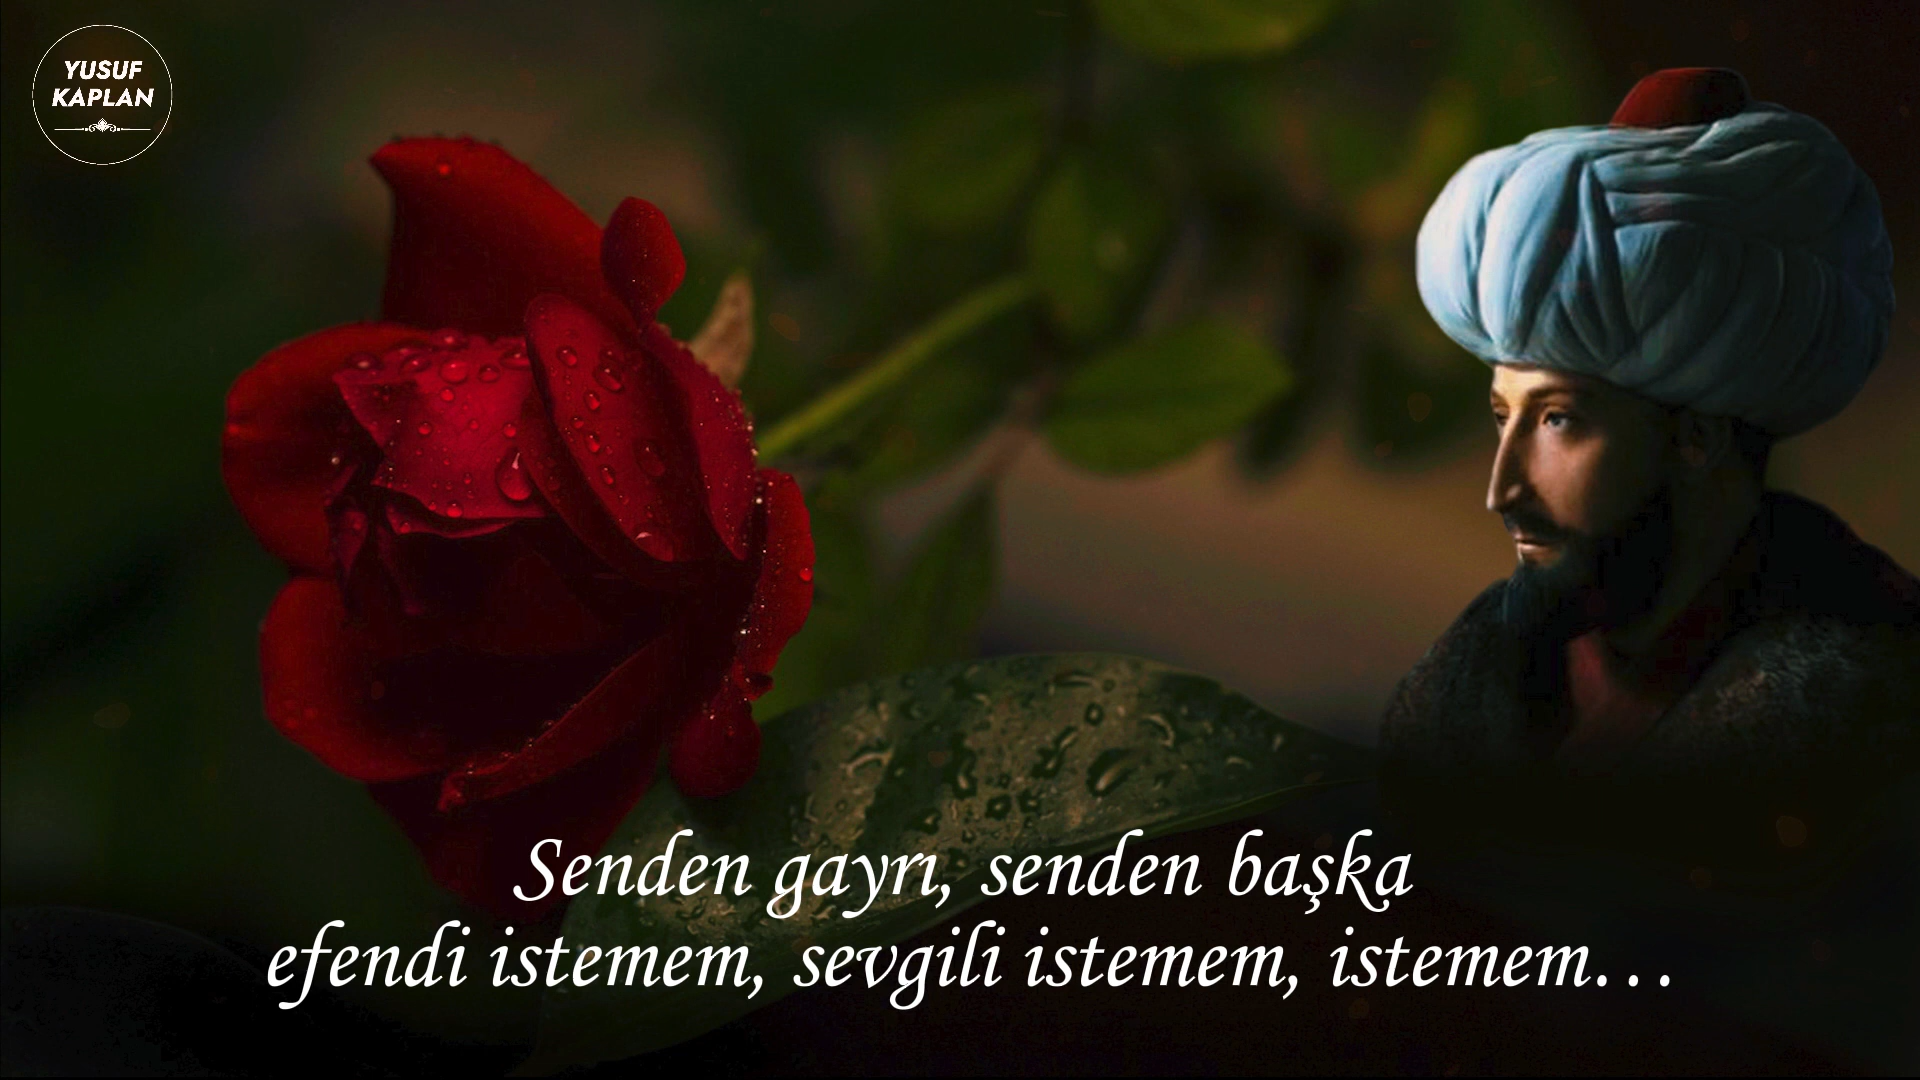 YUSUF
KAPLAN
Senden gayrı, senden başka
efendi istemem, sevgili istemem, istemem...